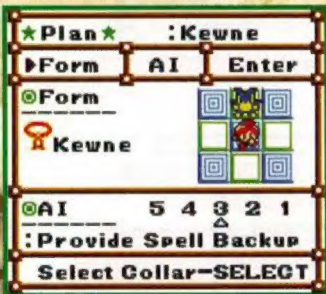 ★Plan★ :Kewne
▶Form AI Enter
◎Form
Kewne
◎AI 5 4 3 2 1
:Provide Spell Backup
Select Collar–SELECT